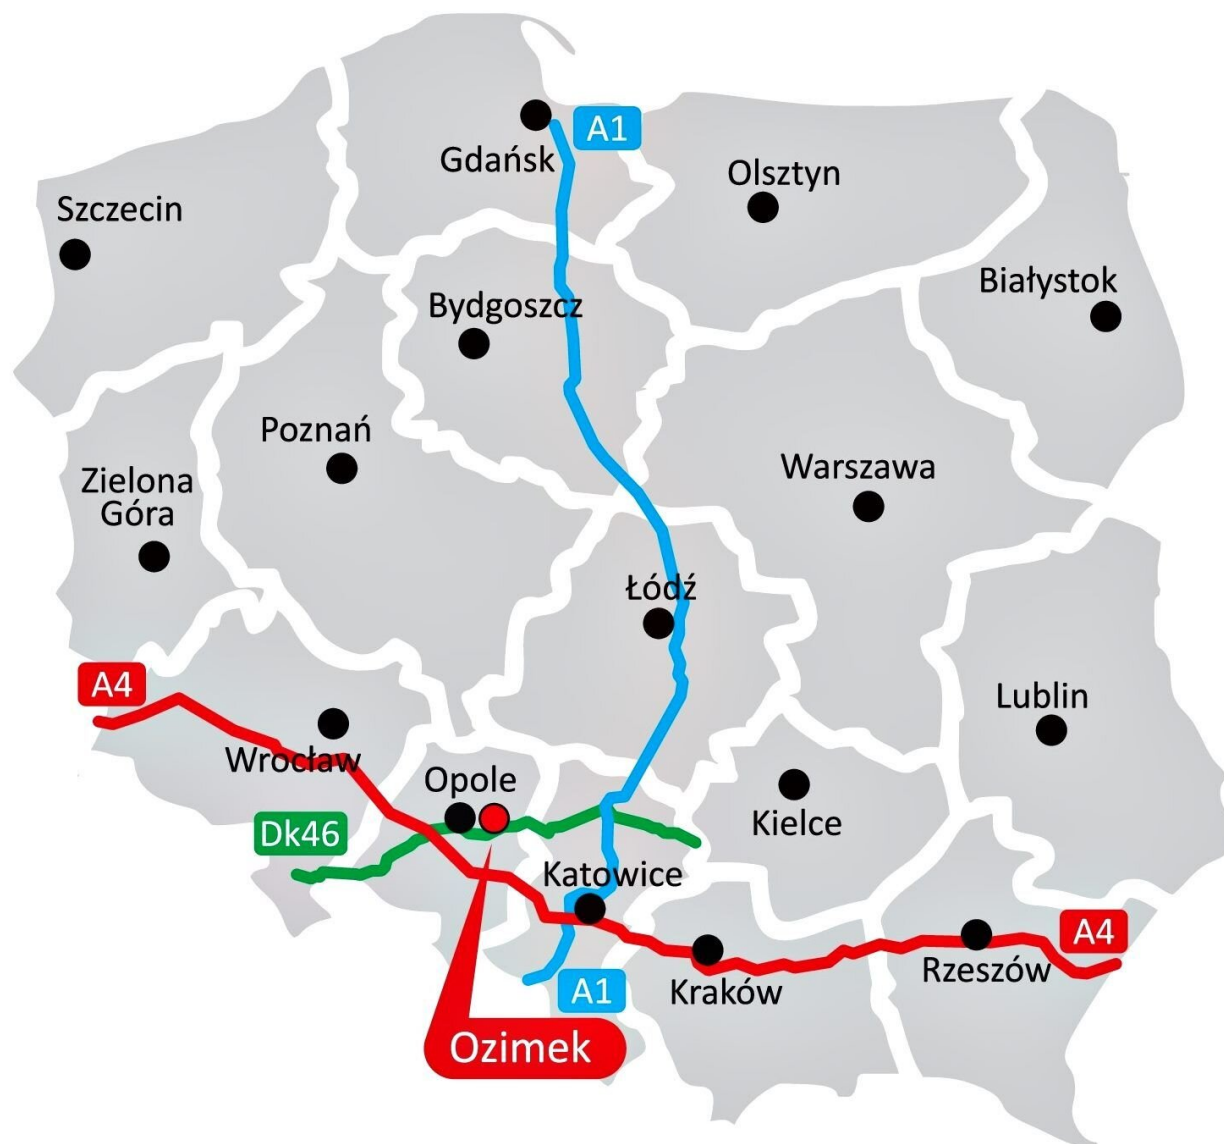 A1
Gdańsk
Olsztyn
Szczecin
Białystok
Bydgoszcz
Poznań
Warszawa
Zielona
Góra
Łódź
A4
Lublin
Wrocław
Opole
Dk46
Kielce
Katowice
A4
Rzeszów
Kraków
A1
Ozimek